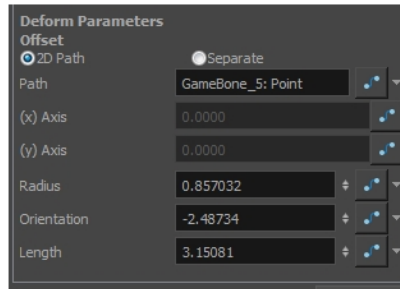 Deform Parameters
Offset
2D Path Separate
Path GameBone_5: Point
(x) Axis 0.0000
(y) Axis 0.0000
Radius 0.857032
Orientation -2.48734
Length 3.15081